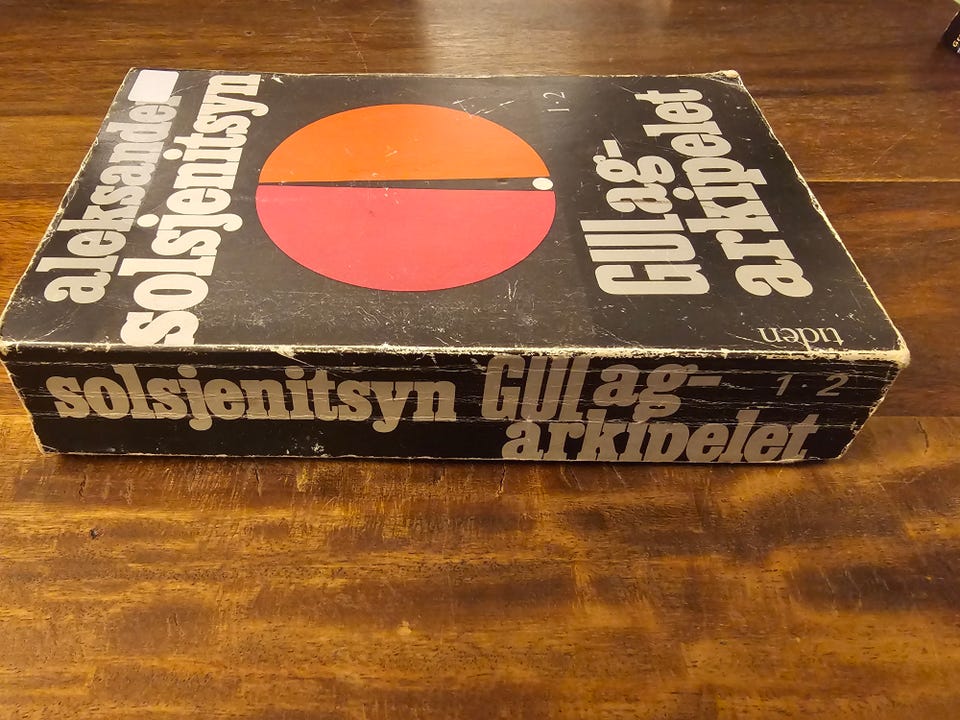 aleksander
solsjenitsyn
1·2
GULag-
arkipelet
tiden
solsjenitsyn GULag-
arkipelet
1·2